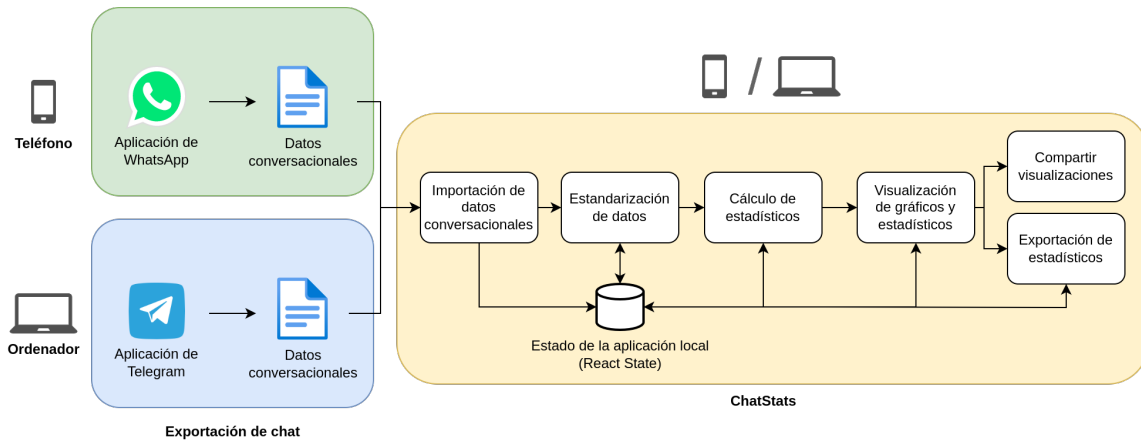 Teléfono
Aplicación de
WhatsApp
Datos
conversacionales
Ordenador
Aplicación de
Telegram
Datos
conversacionales
Exportación de chat
/
Importación de
datos
conversacionales
Estandarización
de datos
Cálculo de
estadísticos
Visualización
de gráficos y
estadísticos
Compartir
visualizaciones
Exportación de
estadísticos
Estado de la aplicación local
(React State)
ChatStats